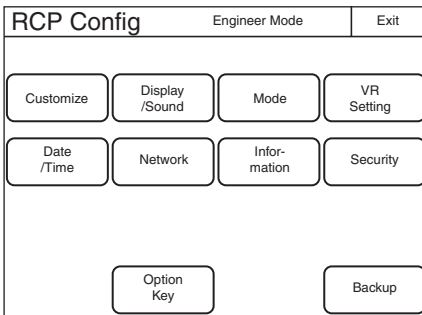 RCP Config Engineer Mode Exit
Customize
Display
/Sound
Mode
VR
Setting
Date
/Time
Network
Infor-
mation
Security
Option
Key
Backup